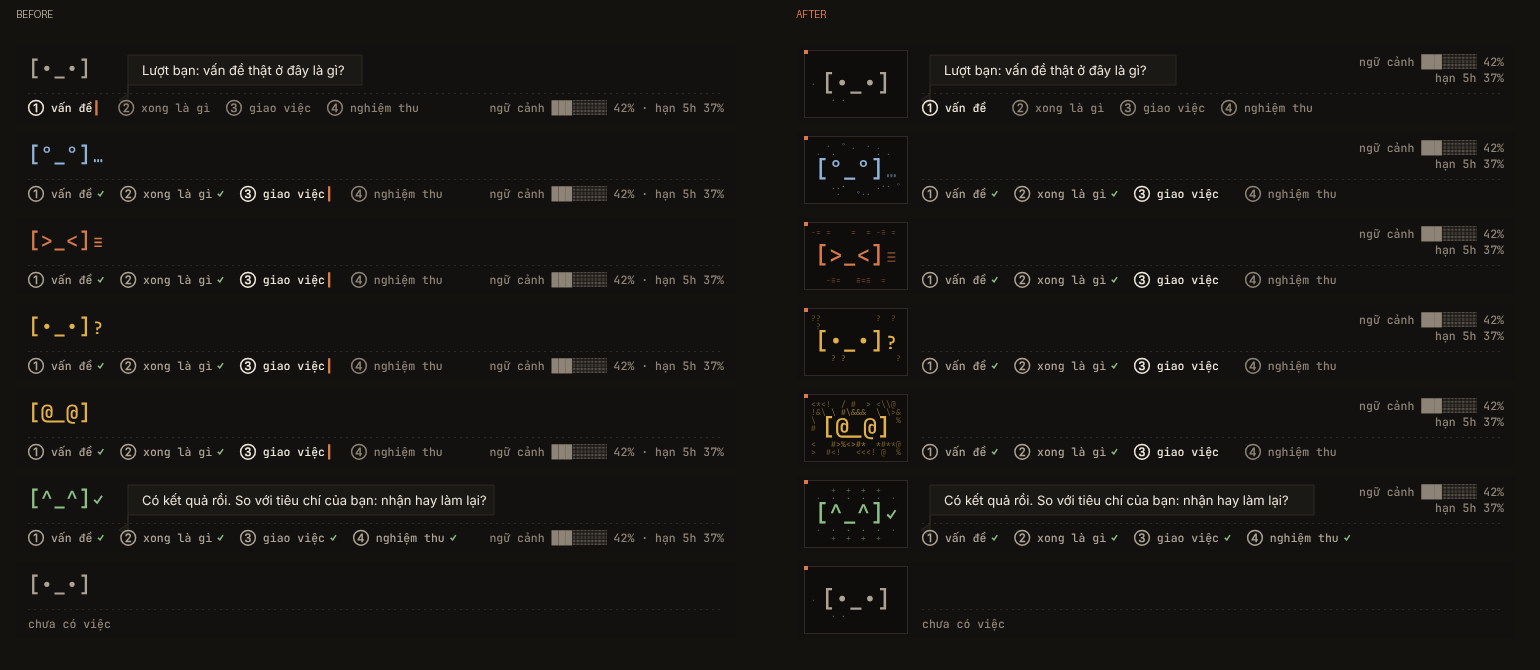 BEFORE
[•_•]
Lượt bạn: vấn đề thật ở đây là gì?
① vấn đề ② xong là gì ③ giao việc ④ nghiệm thu ngữ cảnh 42% · hạn 5h 37%
[°_°]…
① vấn đề ✓ ② xong là gì ✓ ③ giao việc ④ nghiệm thu ngữ cảnh 42% · hạn 5h 37%
[>_<]≡
① vấn đề ✓ ② xong là gì ✓ ③ giao việc ④ nghiệm thu ngữ cảnh 42% · hạn 5h 37%
[•_•]?
① vấn đề ✓ ② xong là gì ✓ ③ giao việc ④ nghiệm thu ngữ cảnh 42% · hạn 5h 37%
[@_@]
① vấn đề ✓ ② xong là gì ✓ ③ giao việc ④ nghiệm thu ngữ cảnh 42% · hạn 5h 37%
[^_^]✓
Có kết quả rồi. So với tiêu chí của bạn: nhận hay làm lại?
① vấn đề ✓ ② xong là gì ✓ ③ giao việc ✓ ④ nghiệm thu ✓ ngữ cảnh 42% · hạn 5h 37%
[•_•]
chưa có việc
AFTER
[•_•]
Lượt bạn: vấn đề thật ở đây là gì?
ngữ cảnh 42%
hạn 5h 37%
① vấn đề ② xong là gì ③ giao việc ④ nghiệm thu
[°_°]…
ngữ cảnh 42%
hạn 5h 37%
① vấn đề ✓ ② xong là gì ✓ ③ giao việc ④ nghiệm thu
[>_<]≡
ngữ cảnh 42%
hạn 5h 37%
① vấn đề ✓ ② xong là gì ✓ ③ giao việc ④ nghiệm thu
[•_•]?
ngữ cảnh 42%
hạn 5h 37%
① vấn đề ✓ ② xong là gì ✓ ③ giao việc ④ nghiệm thu
[@_@]
ngữ cảnh 42%
hạn 5h 37%
① vấn đề ✓ ② xong là gì ✓ ③ giao việc ④ nghiệm thu
[^_^]✓
Có kết quả rồi. So với tiêu chí của bạn: nhận hay làm lại?
ngữ cảnh 42%
hạn 5h 37%
① vấn đề ✓ ② xong là gì ✓ ③ giao việc ✓ ④ nghiệm thu ✓
[•_•]
chưa có việc